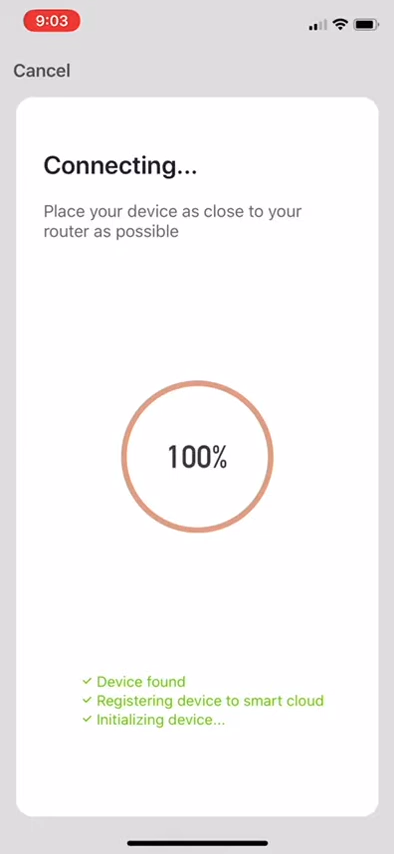 9:03
Cancel
Connecting...
Place your device as close to your
router as possible
100%
✓ Device found
✓ Registering device to smart cloud
✓ Initializing device...